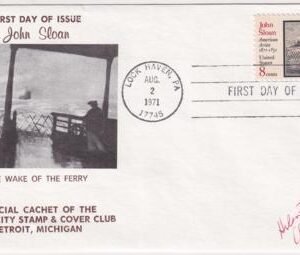 FIRST DAY OF ISSUE
John Sloan
THE WAKE OF THE FERRY
CIAL CACHET OF THE
CITY STAMP & COVER CLUB
DETROIT, MICHIGAN
LOCK HAVEN, PA
AUG.
2
1971
17745
FIRST DAY OF
John
Sloan
American
Artist
1871-1951
United
States
8 cents